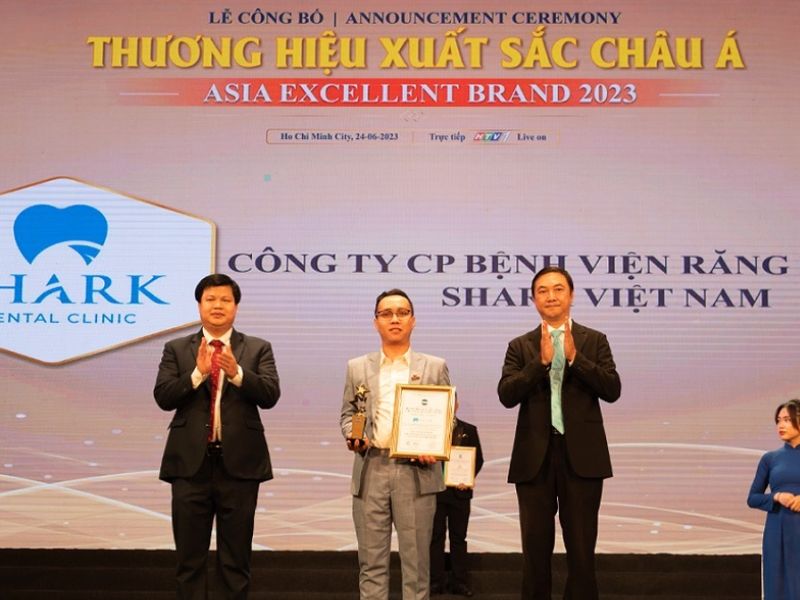 LỄ CÔNG BỐ | ANNOUNCEMENT CEREMONY
THƯƠNG HIỆU XUẤT SẮC CHÂU Á
ASIA EXCELLENT BRAND 2023
Ho Chi Minh City, 24-06-2023 | Trực tiếp HTV1 Live on
HARK
ENTAL CLINIC
CÔNG TY CP BỆNH VIỆN RĂNG
SHARK VIỆT NAM